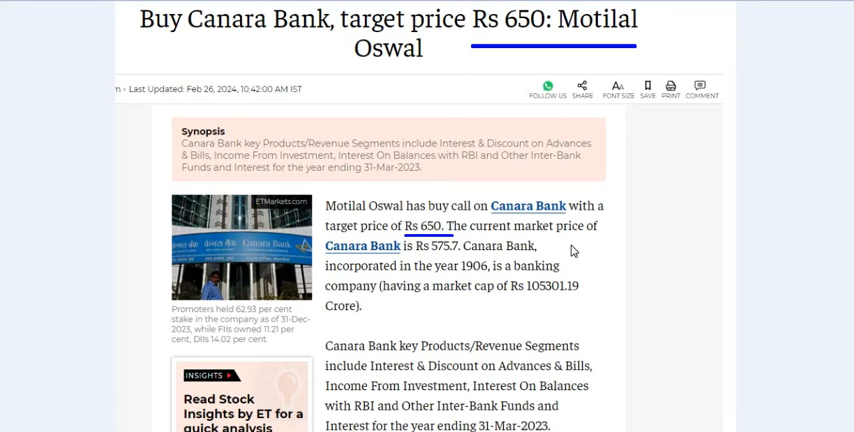 Buy Canara Bank, target price Rs 650: Motilal
Oswal
m • Last Updated: Feb 26, 2024, 10:42:00 AM IST
FOLLOW US SHARE FONT SIZE SAVE PRINT COMMENT
Synopsis
Canara Bank key Products/Revenue Segments include Interest & Discount on Advances
& Bills, Income From Investment, Interest On Balances with RBI and Other Inter-Bank
Funds and Interest for the year ending 31-Mar-2023.
ETMarkets.com
केनरा बैंक Canara Bank
Promoters held 62.93 per cent
stake in the company as of 31-Dec-
2023, while FIIs owned 11.21 per
cent, DIIs 14.02 per cent.
INSIGHTS
Read Stock
Insights by ET for a
quick analysis
Motilal Oswal has buy call on Canara Bank with a
target price of Rs 650. The current market price of
Canara Bank is Rs 575.7. Canara Bank,
incorporated in the year 1906, is a banking
company (having a market cap of Rs 105301.19
Crore).
Canara Bank key Products/Revenue Segments
include Interest & Discount on Advances & Bills,
Income From Investment, Interest On Balances
with RBI and Other Inter-Bank Funds and
Interest for the year ending 31-Mar-2023.